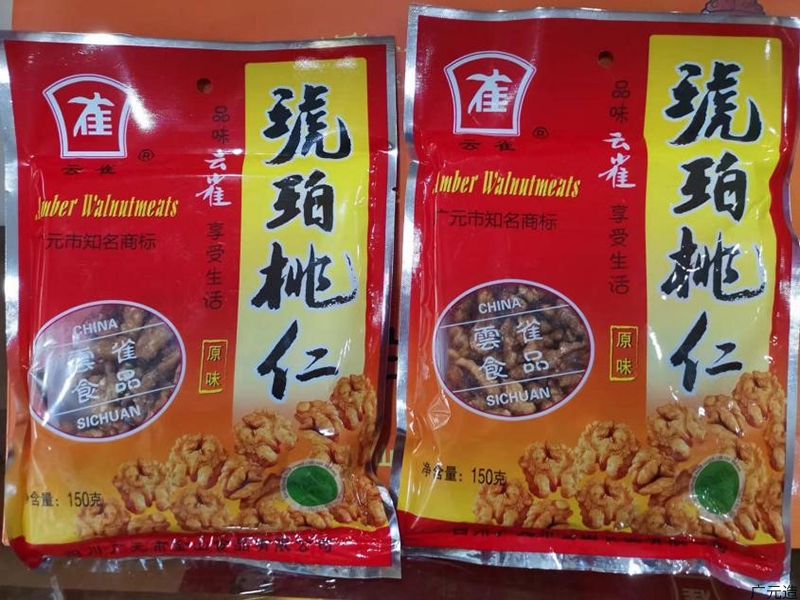 雀
云雀®
品味云雀 享受生活
琥珀桃仁
Amber Walnutmeats
广元市知名商标
原味
CHINA
雲雀
食品
SICHUAN
净含量：150克
雀
云雀®
品味云雀 享受生活
琥珀桃仁
Amber Walnutmeats
广元市知名商标
原味
CHINA
雲雀
食品
SICHUAN
净含量：150克
广元造